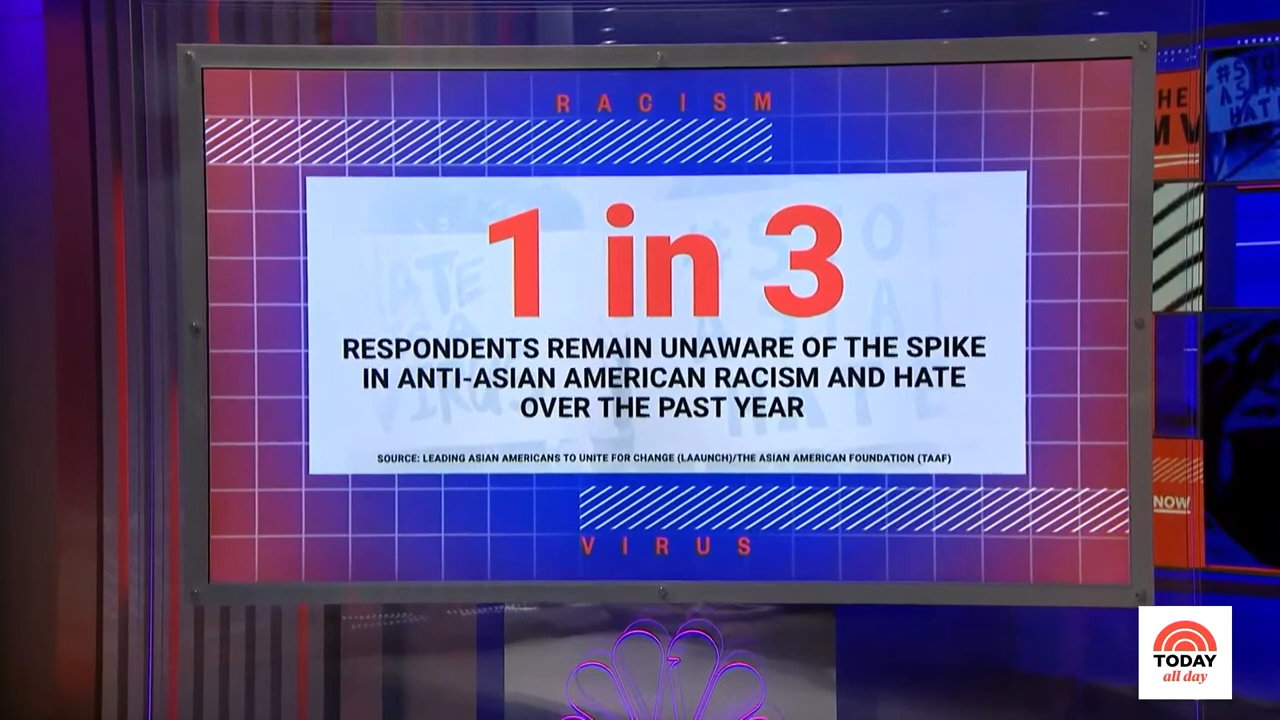 RACISM
1 in 3
RESPONDENTS REMAIN UNAWARE OF THE SPIKE
IN ANTI-ASIAN AMERICAN RACISM AND HATE
OVER THE PAST YEAR
SOURCE: LEADING ASIAN AMERICANS TO UNITE FOR CHANGE (LAAUNCH)/THE ASIAN AMERICAN FOUNDATION (TAAF)
VIRUS
NOW
TODAY
all day